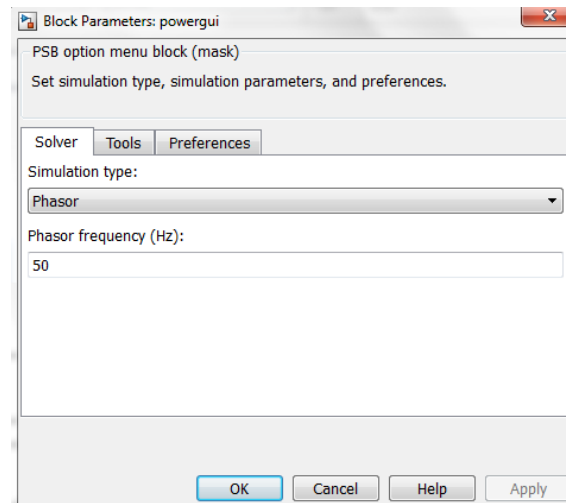 Block Parameters: powergui
PSB option menu block (mask)
Set simulation type, simulation parameters, and preferences.
Solver Tools Preferences
Simulation type:
Phasor
Phasor frequency (Hz):
50
OK Cancel Help Apply